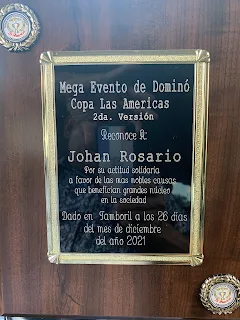 Mega Evento de Dominó
Copa Las Americas
2da. Versión
Reconoce A:
Johan Rosario
Por su actitud solidaria
a favor de las mas nobles causas
que benefician grandes núcleo
en la sociedad
Dado en Tamboril a los 26 dias
del mes de diciembre
del año 2021